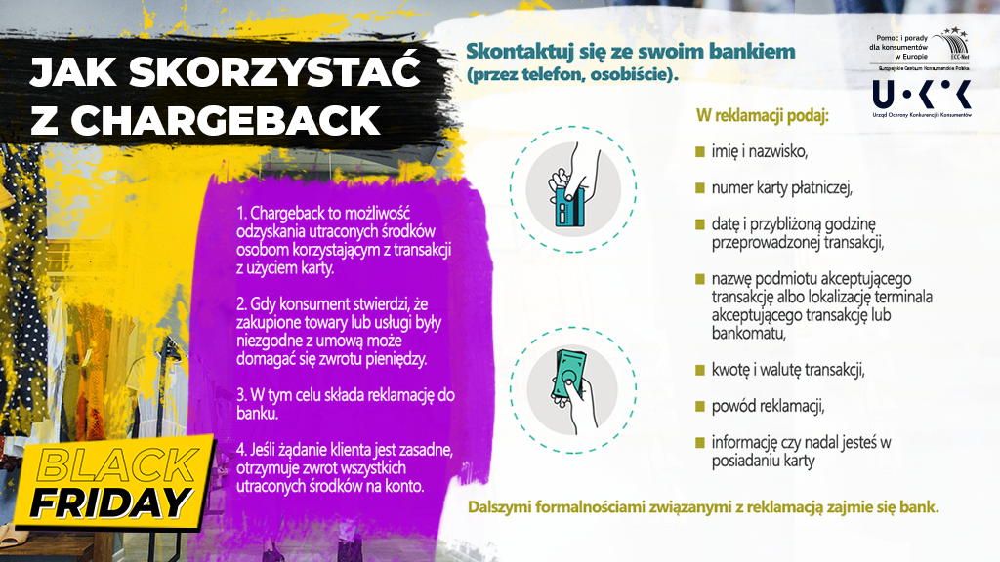 JAK SKORZYSTAĆ
Z CHARGEBACK
1. Chargeback to możliwość
odzyskania utraconych środków
osobom korzystającym z transakcji
z użyciem karty.
2. Gdy konsument stwierdzi, że
zakupione towary lub usługi były
niezgodne z umową może
domagać się zwrotu pieniędzy.
3. W tym celu składa reklamację do
banku.
4. Jeśli żądanie klienta jest zasadne,
otrzymuje zwrot wszystkich
utraconych środków na konto.
BLACK
FRIDAY
Skontaktuj się ze swoim bankiem
(przez telefon, osobiście).
Pomoc i porady
dla konsumentów
w Europie
ECC-Net
Europejskie Centrum Konsumenckie Polska
UOKiK
Urząd Ochrony Konkurencji i Konsumentów
W reklamacji podaj:
imię i nazwisko,
numer karty płatniczej,
datę i przybliżoną godzinę
przeprowadzonej transakcji,
nazwę podmiotu akceptującego
transakcję albo lokalizację terminala
akceptującego transakcję lub
bankomatu,
kwotę i walutę transakcji,
powód reklamacji,
informację czy nadal jesteś w
posiadaniu karty
Dalszymi formalnościami związanymi z reklamacją zajmie się bank.